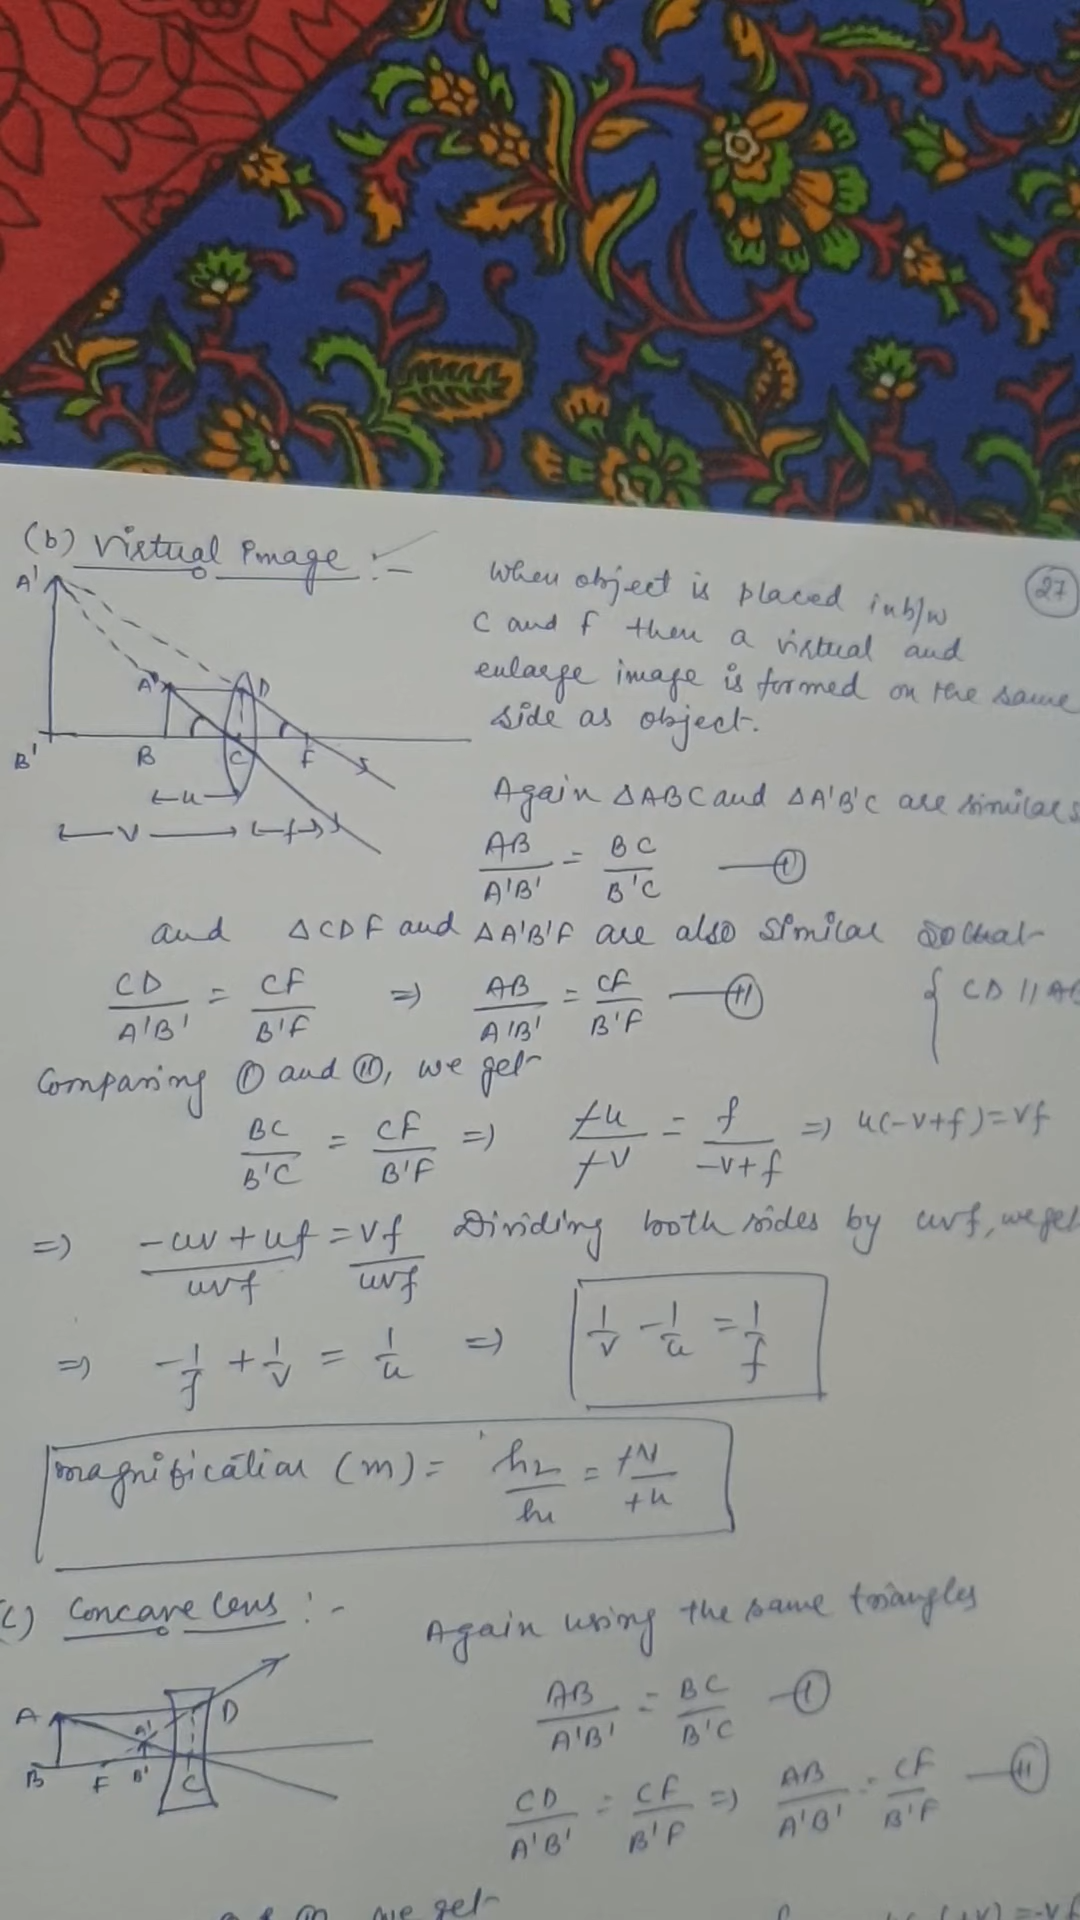 (b) Virtual Image :-
27
When object is placed in b/w
C and f then a virtual and
enlarge image is formed on the same
side as object.
A'
A
D
B'
B
C
F
u
V
f
Again ΔABC and ΔA'B'C are similar
AB/A'B' = BC/B'C —(I)
and ΔCDF and ΔA'B'F are also similar so that
CD/A'B' = CF/B'F => AB/A'B' = CF/B'F —(II)
{ CD ||
Comparing (I) and (II), we get
BC/B'C = CF/B'F => +u/+v = f/-v+f => u(-v+f)=vf
=> -uv+uf/uvf = vf/uvf Dividing both sides by uvf, we get
=> -1/f + 1/v = 1/u => 1/v - 1/u = 1/f
magnification (m) = h2/h1 = +v/+u
(c) Concave lens :-
Again using the same triangles
A
A'
D
B
F
B'
C
AB/A'B' = BC/B'C —(I)
CD/A'B' = CF/B'F => AB/A'B' = CF/B'F —(II)
we get